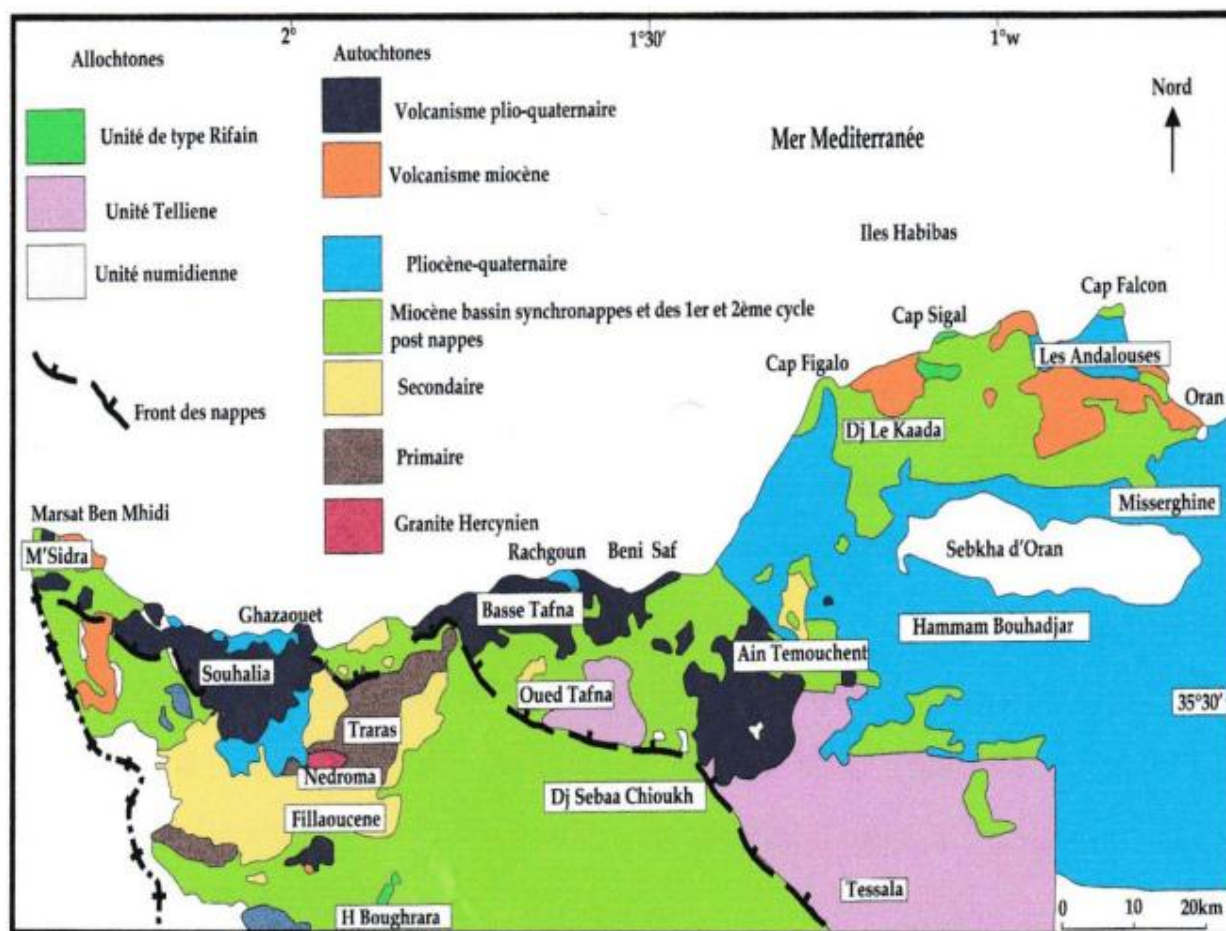 2°
1°30'
1°w
Allochtones
Autochtones
Unité de type Rifain
Unité Telliene
Unité numidienne
Front des nappes
Volcanisme plio-quaternaire
Volcanisme miocène
Pliocène-quaternaire
Miocène bassin synchronappes et des 1er et 2ème cycle
post nappes
Secondaire
Primaire
Granite Hercynien
Nord
Mer Mediterranée
Iles Habibas
Cap Falcon
Cap Sigal
Les Andalouses
Cap Figalo
Oran
Dj Le Kaada
Misserghine
Marsat Ben Mhidi
M'Sidra
Rachgoun
Beni Saf
Sebkha d'Oran
Ghazaouet
Basse Tafna
Hammam Bouhadjar
Souhalia
Ain Temouchent
Oued Tafna
35°30'
Traras
Nedroma
Dj Sebaa Chioukh
Fillaoucene
Tessala
H Boughrara
0 10 20km